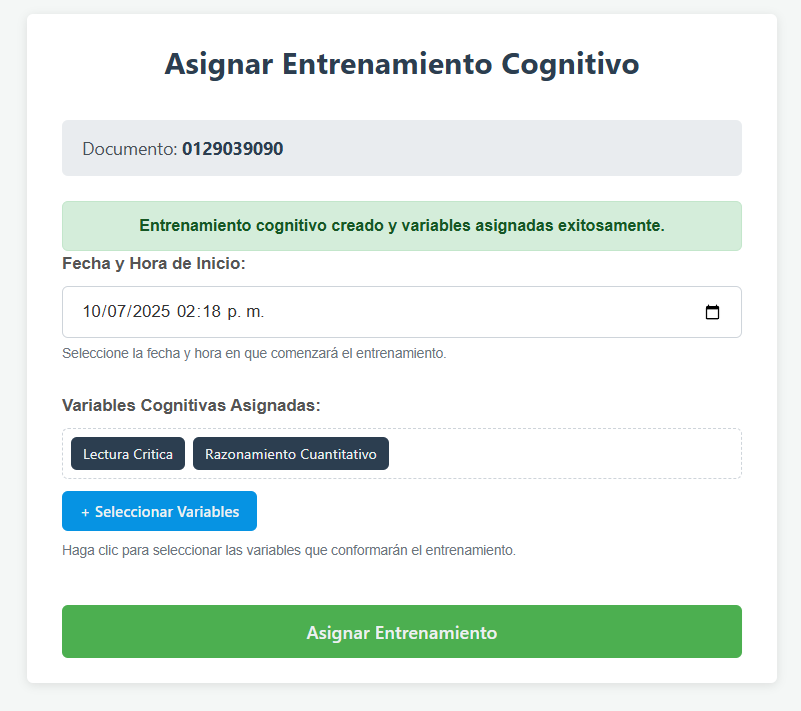 Asignar Entrenamiento Cognitivo
Documento: 0129039090
Entrenamiento cognitivo creado y variables asignadas exitosamente.
Fecha y Hora de Inicio:
10/07/2025 02:18 p. m.
Seleccione la fecha y hora en que comenzará el entrenamiento.
Variables Cognitivas Asignadas:
Lectura Critica Razonamiento Cuantitativo
+ Seleccionar Variables
Haga clic para seleccionar las variables que conformarán el entrenamiento.
Asignar Entrenamiento